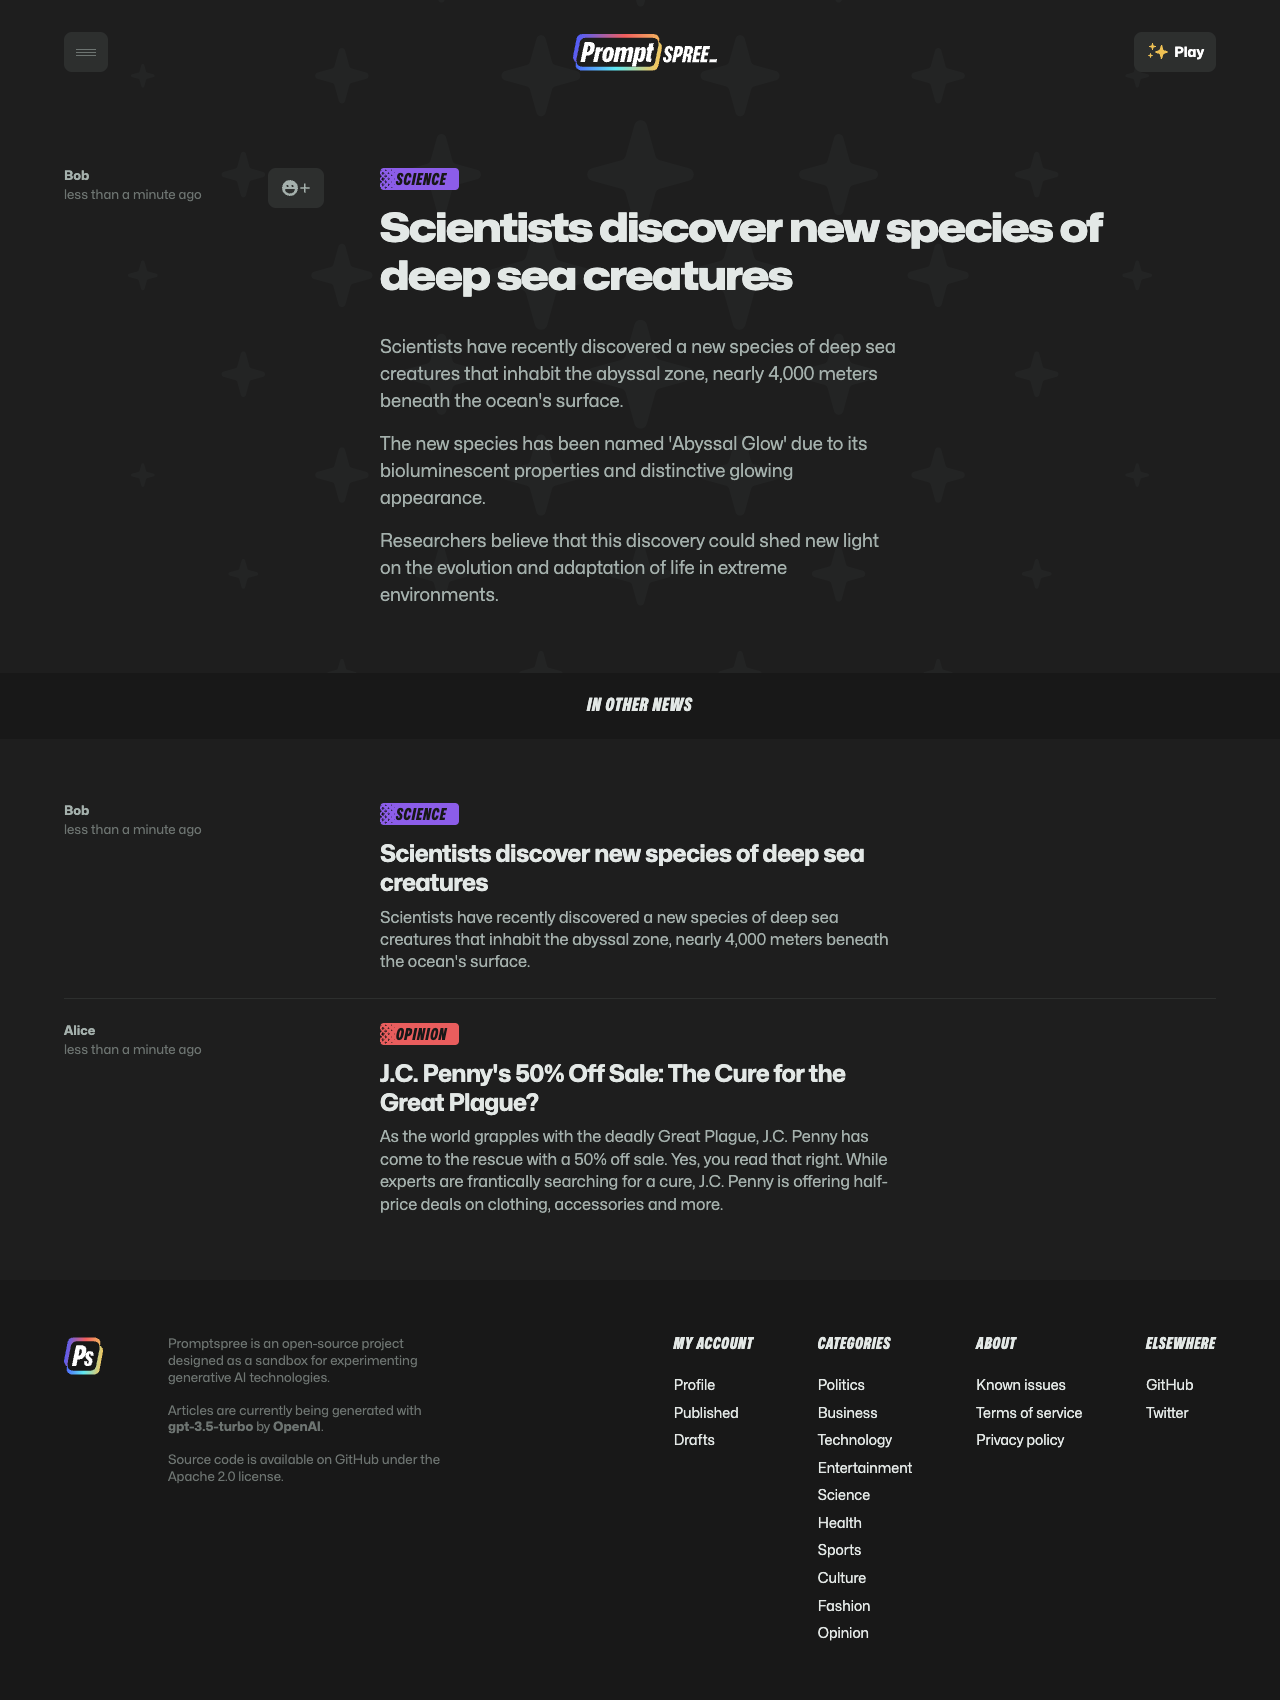 Prompt SPREE_
Play
Bob
less than a minute ago
SCIENCE
Scientists discover new species of
deep sea creatures
Scientists have recently discovered a new species of deep sea
creatures that inhabit the abyssal zone, nearly 4,000 meters
beneath the ocean's surface.
The new species has been named 'Abyssal Glow' due to its
bioluminescent properties and distinctive glowing
appearance.
Researchers believe that this discovery could shed new light
on the evolution and adaptation of life in extreme
environments.
IN OTHER NEWS
Bob
less than a minute ago
SCIENCE
Scientists discover new species of deep sea
creatures
Scientists have recently discovered a new species of deep sea
creatures that inhabit the abyssal zone, nearly 4,000 meters beneath
the ocean's surface.
Alice
less than a minute ago
OPINION
J.C. Penny's 50% Off Sale: The Cure for the
Great Plague?
As the world grapples with the deadly Great Plague, J.C. Penny has
come to the rescue with a 50% off sale. Yes, you read that right. While
experts are frantically searching for a cure, J.C. Penny is offering half-
price deals on clothing, accessories and more.
Ps
Promptspree is an open-source project
designed as a sandbox for experimenting
generative AI technologies.
Articles are currently being generated with
gpt-3.5-turbo by OpenAI.
Source code is available on GitHub under the
Apache 2.0 license.
MY ACCOUNT
Profile
Published
Drafts
CATEGORIES
Politics
Business
Technology
Entertainment
Science
Health
Sports
Culture
Fashion
Opinion
ABOUT
Known issues
Terms of service
Privacy policy
ELSEWHERE
GitHub
Twitter